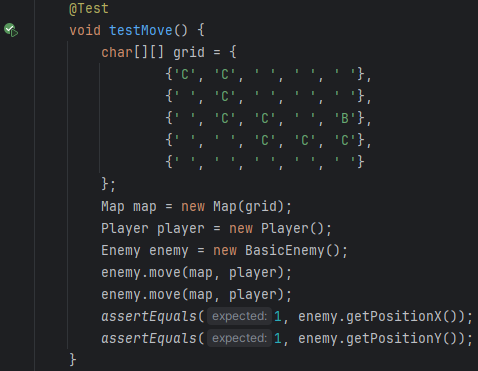 @Test
void testMove() {
char[][] grid = {
{'C', 'C', ' ', ' ', ' '},
{' ', 'C', ' ', ' ', ' '},
{' ', 'C', 'C', ' ', 'B'},
{' ', ' ', 'C', 'C', 'C'},
{' ', ' ', ' ', ' ', ' '}
};
Map map = new Map(grid);
Player player = new Player();
Enemy enemy = new BasicEnemy();
enemy.move(map, player);
enemy.move(map, player);
assertEquals( expected: 1, enemy.getPositionX());
assertEquals( expected: 1, enemy.getPositionY());
}